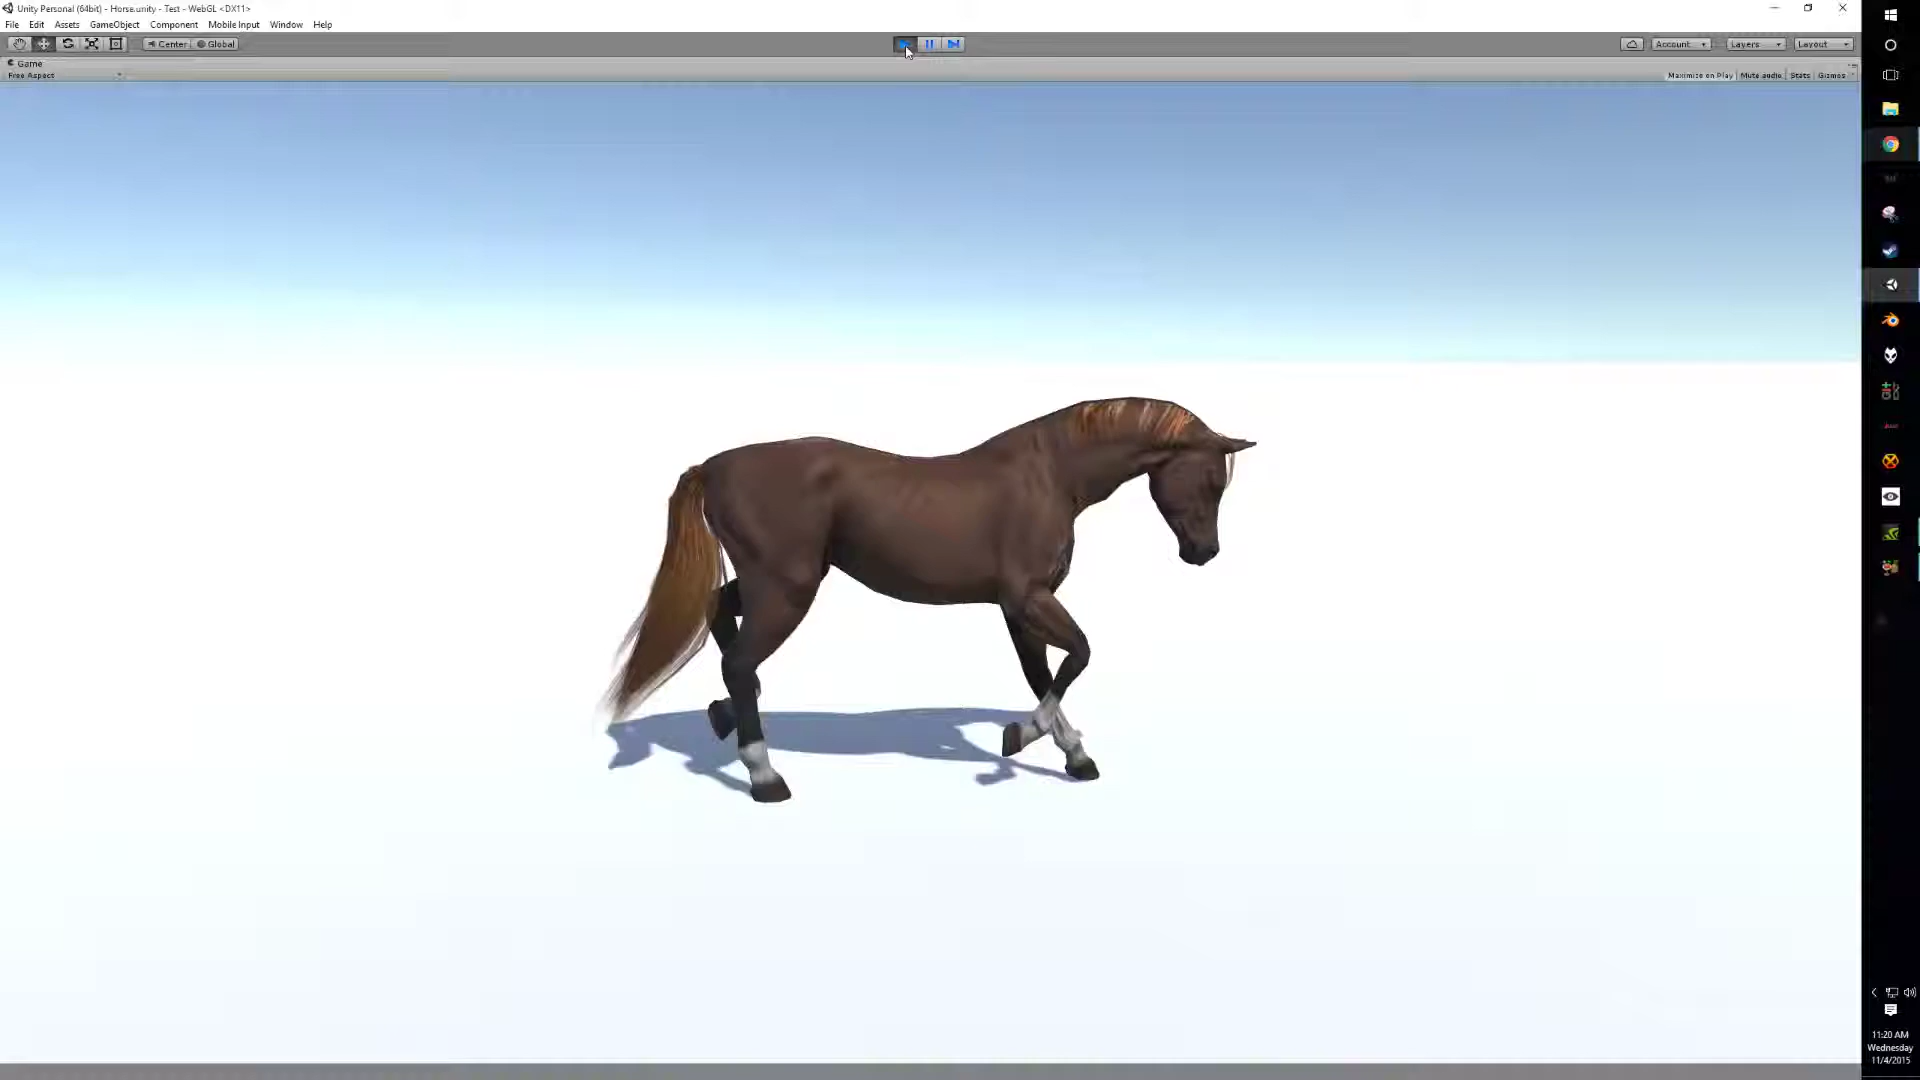 Unity Personal (64bit) - Horse.unity - Test - WebGL <DX11>
File Edit Assets GameObject Component Mobile Input Window Help
Center Global Account Layers Layout
Game
Free Aspect Maximize on Play Mute audio Stats Gizmos
11:20 AM
Wednesday
11/4/2015